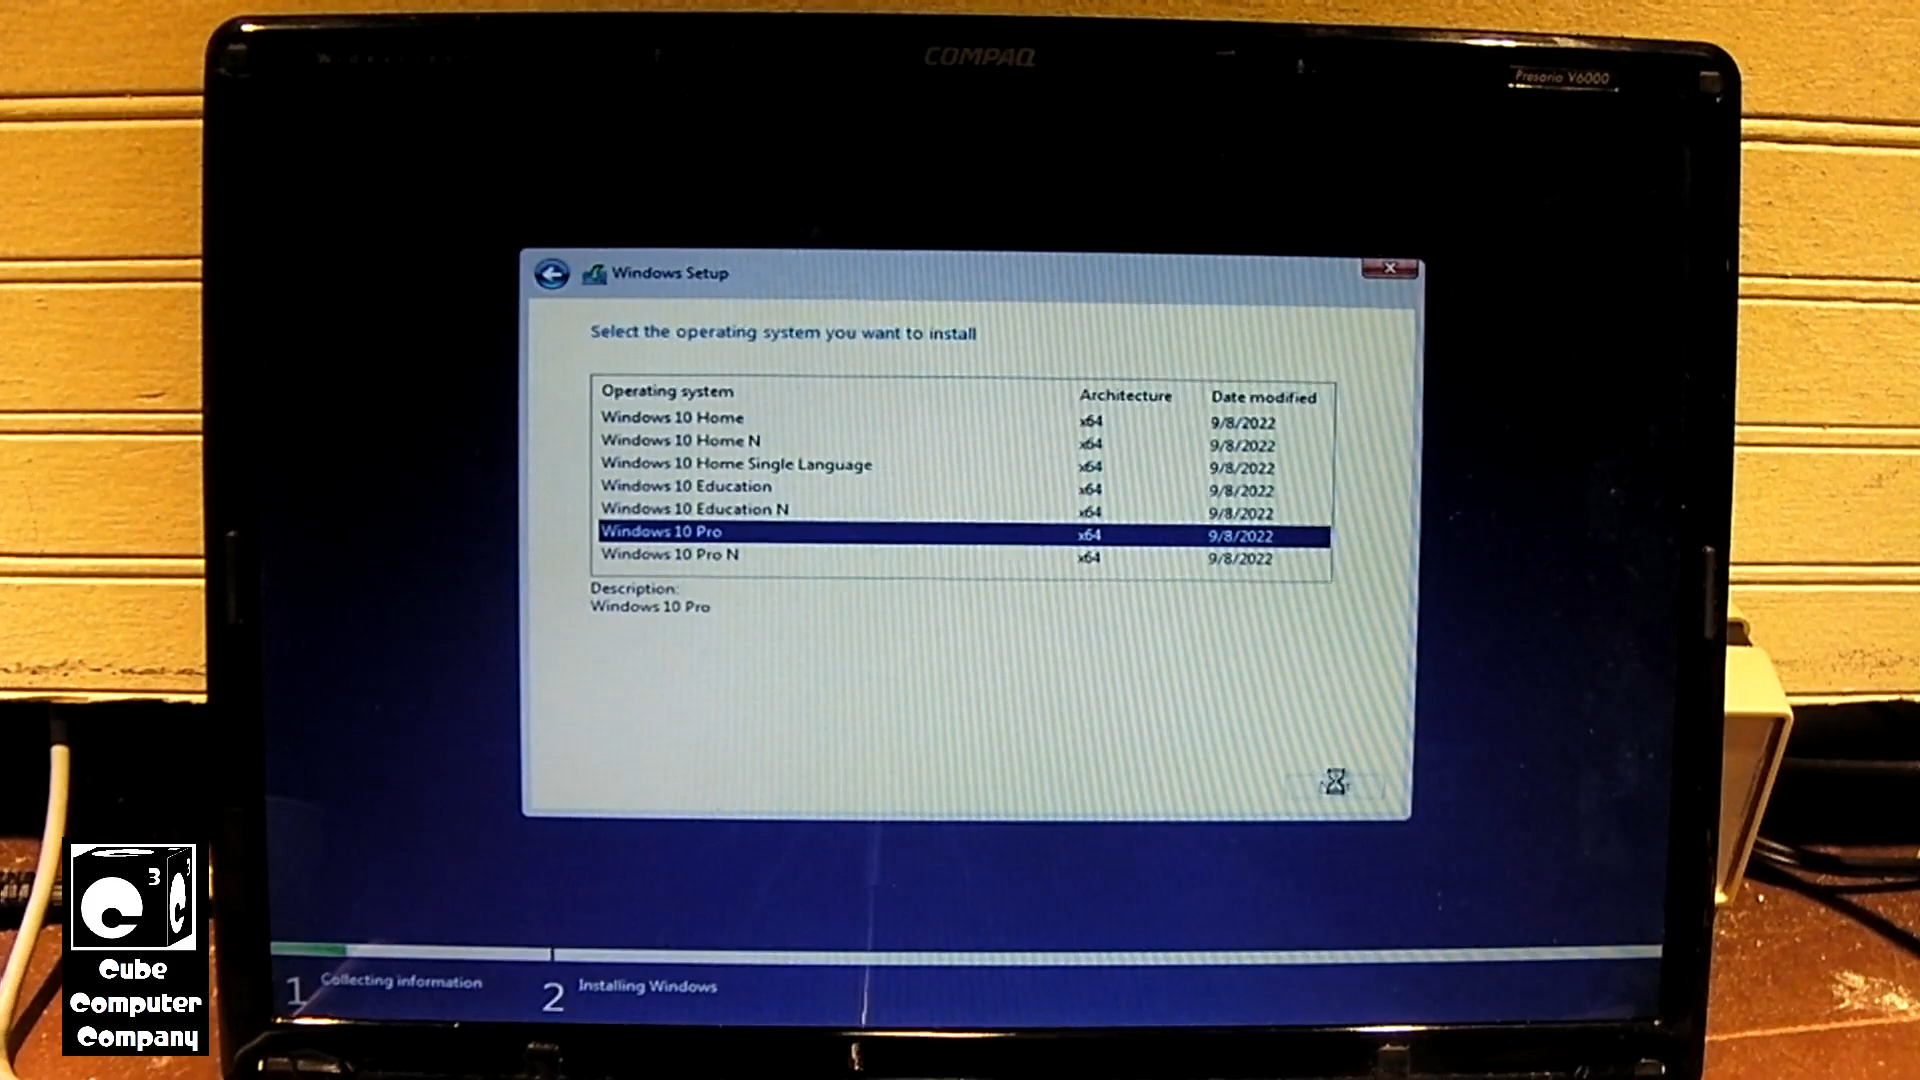 COMPAQ
Presario V6000
Windows Setup
Select the operating system you want to install
Operating system Architecture Date modified
Windows 10 Home x64 9/8/2022
Windows 10 Home N x64 9/8/2022
Windows 10 Home Single Language x64 9/8/2022
Windows 10 Education x64 9/8/2022
Windows 10 Education N x64 9/8/2022
Windows 10 Pro x64 9/8/2022
Windows 10 Pro N x64 9/8/2022
Description:
Windows 10 Pro
1 Collecting information
2 Installing Windows
C3
C3
Cube
Computer
Company